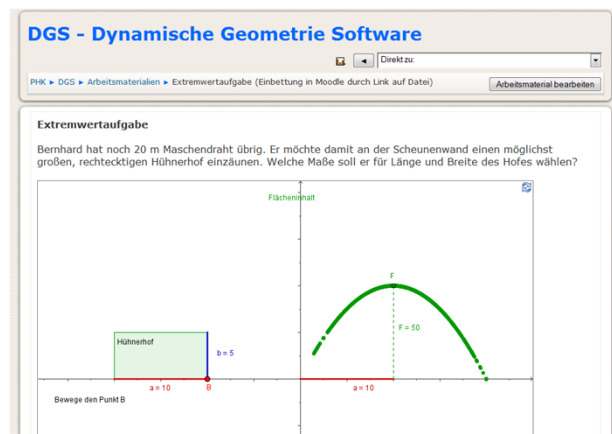 DGS - Dynamische Geometrie Software
Direkt zu:
PHK ► DGS ► Arbeitsmaterialien ► Extremwertaufgabe (Einbettung in Moodle durch Link auf Datei)
Arbeitsmaterial bearbeiten
Extremwertaufgabe
Bernhard hat noch 20 m Maschendraht übrig. Er möchte damit an der Scheunenwand einen möglichst
großen, rechtecktigen Hühnerhof einzäunen. Welche Maße soll er für Länge und Breite des Hofes wählen?
Flächeninhalt
F
F = 50
Hühnerhof
b = 5
a = 10
B
a = 10
Bewege den Punkt B